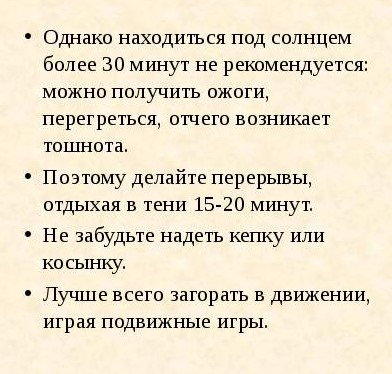 • Однако находиться под солнцем
более 30 минут не рекомендуется:
можно получить ожоги,
перегреться, отчего возникает
тошнота.
• Поэтому делайте перерывы,
отдыхая в тени 15-20 минут.
• Не забудьте надеть кепку или
косынку.
• Лучше всего загорать в движении,
играя подвижные игры.